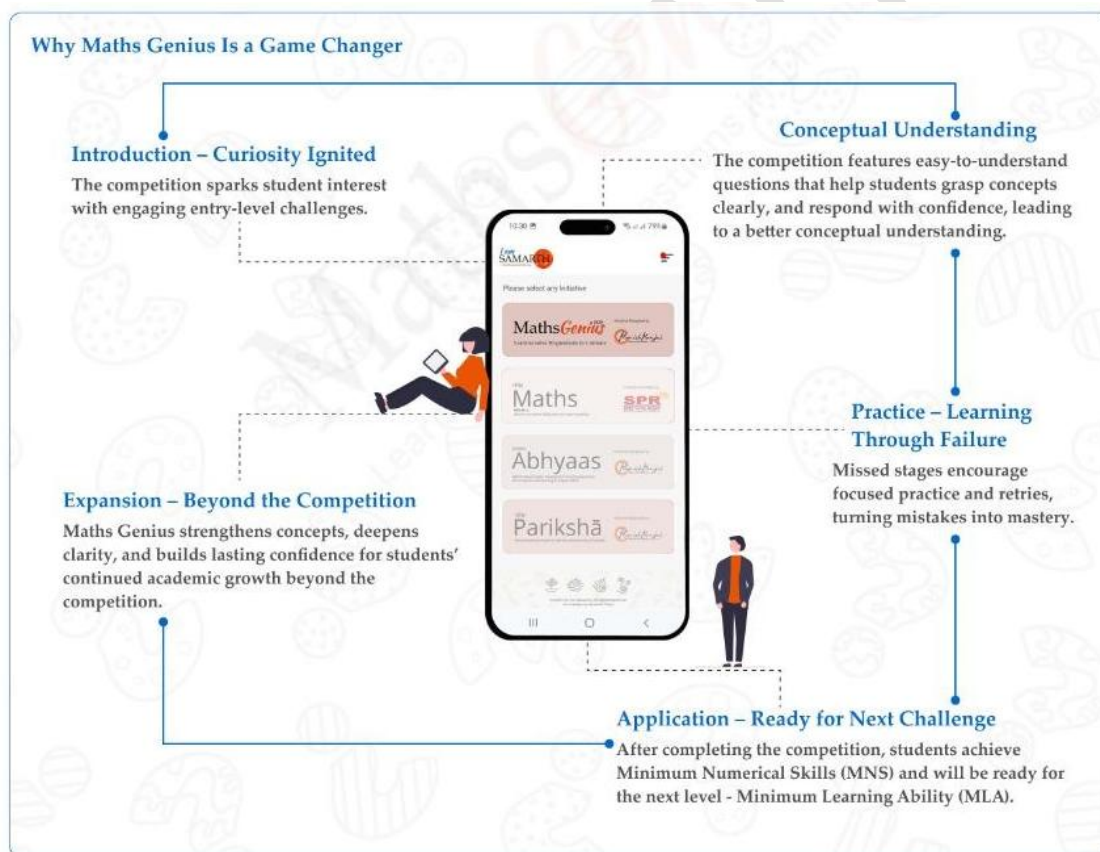 Why Maths Genius Is a Game Changer
Introduction – Curiosity Ignited
The competition sparks student interest
with engaging entry-level challenges.
Conceptual Understanding
The competition features easy-to-understand
questions that help students grasp concepts
clearly, and respond with confidence, leading
to a better conceptual understanding.
10:30
79%
SAMARTH
Please select any Initiative
MathsGenius
Maths
SPR
Abhyaas
Parikshā
Practice – Learning
Through Failure
Missed stages encourage
focused practice and retries,
turning mistakes into mastery.
Expansion – Beyond the Competition
Maths Genius strengthens concepts, deepens
clarity, and builds lasting confidence for students’
continued academic growth beyond the
competition.
Application – Ready for Next Challenge
After completing the competition, students achieve
Minimum Numerical Skills (MNS) and will be ready for
the next level - Minimum Learning Ability (MLA).